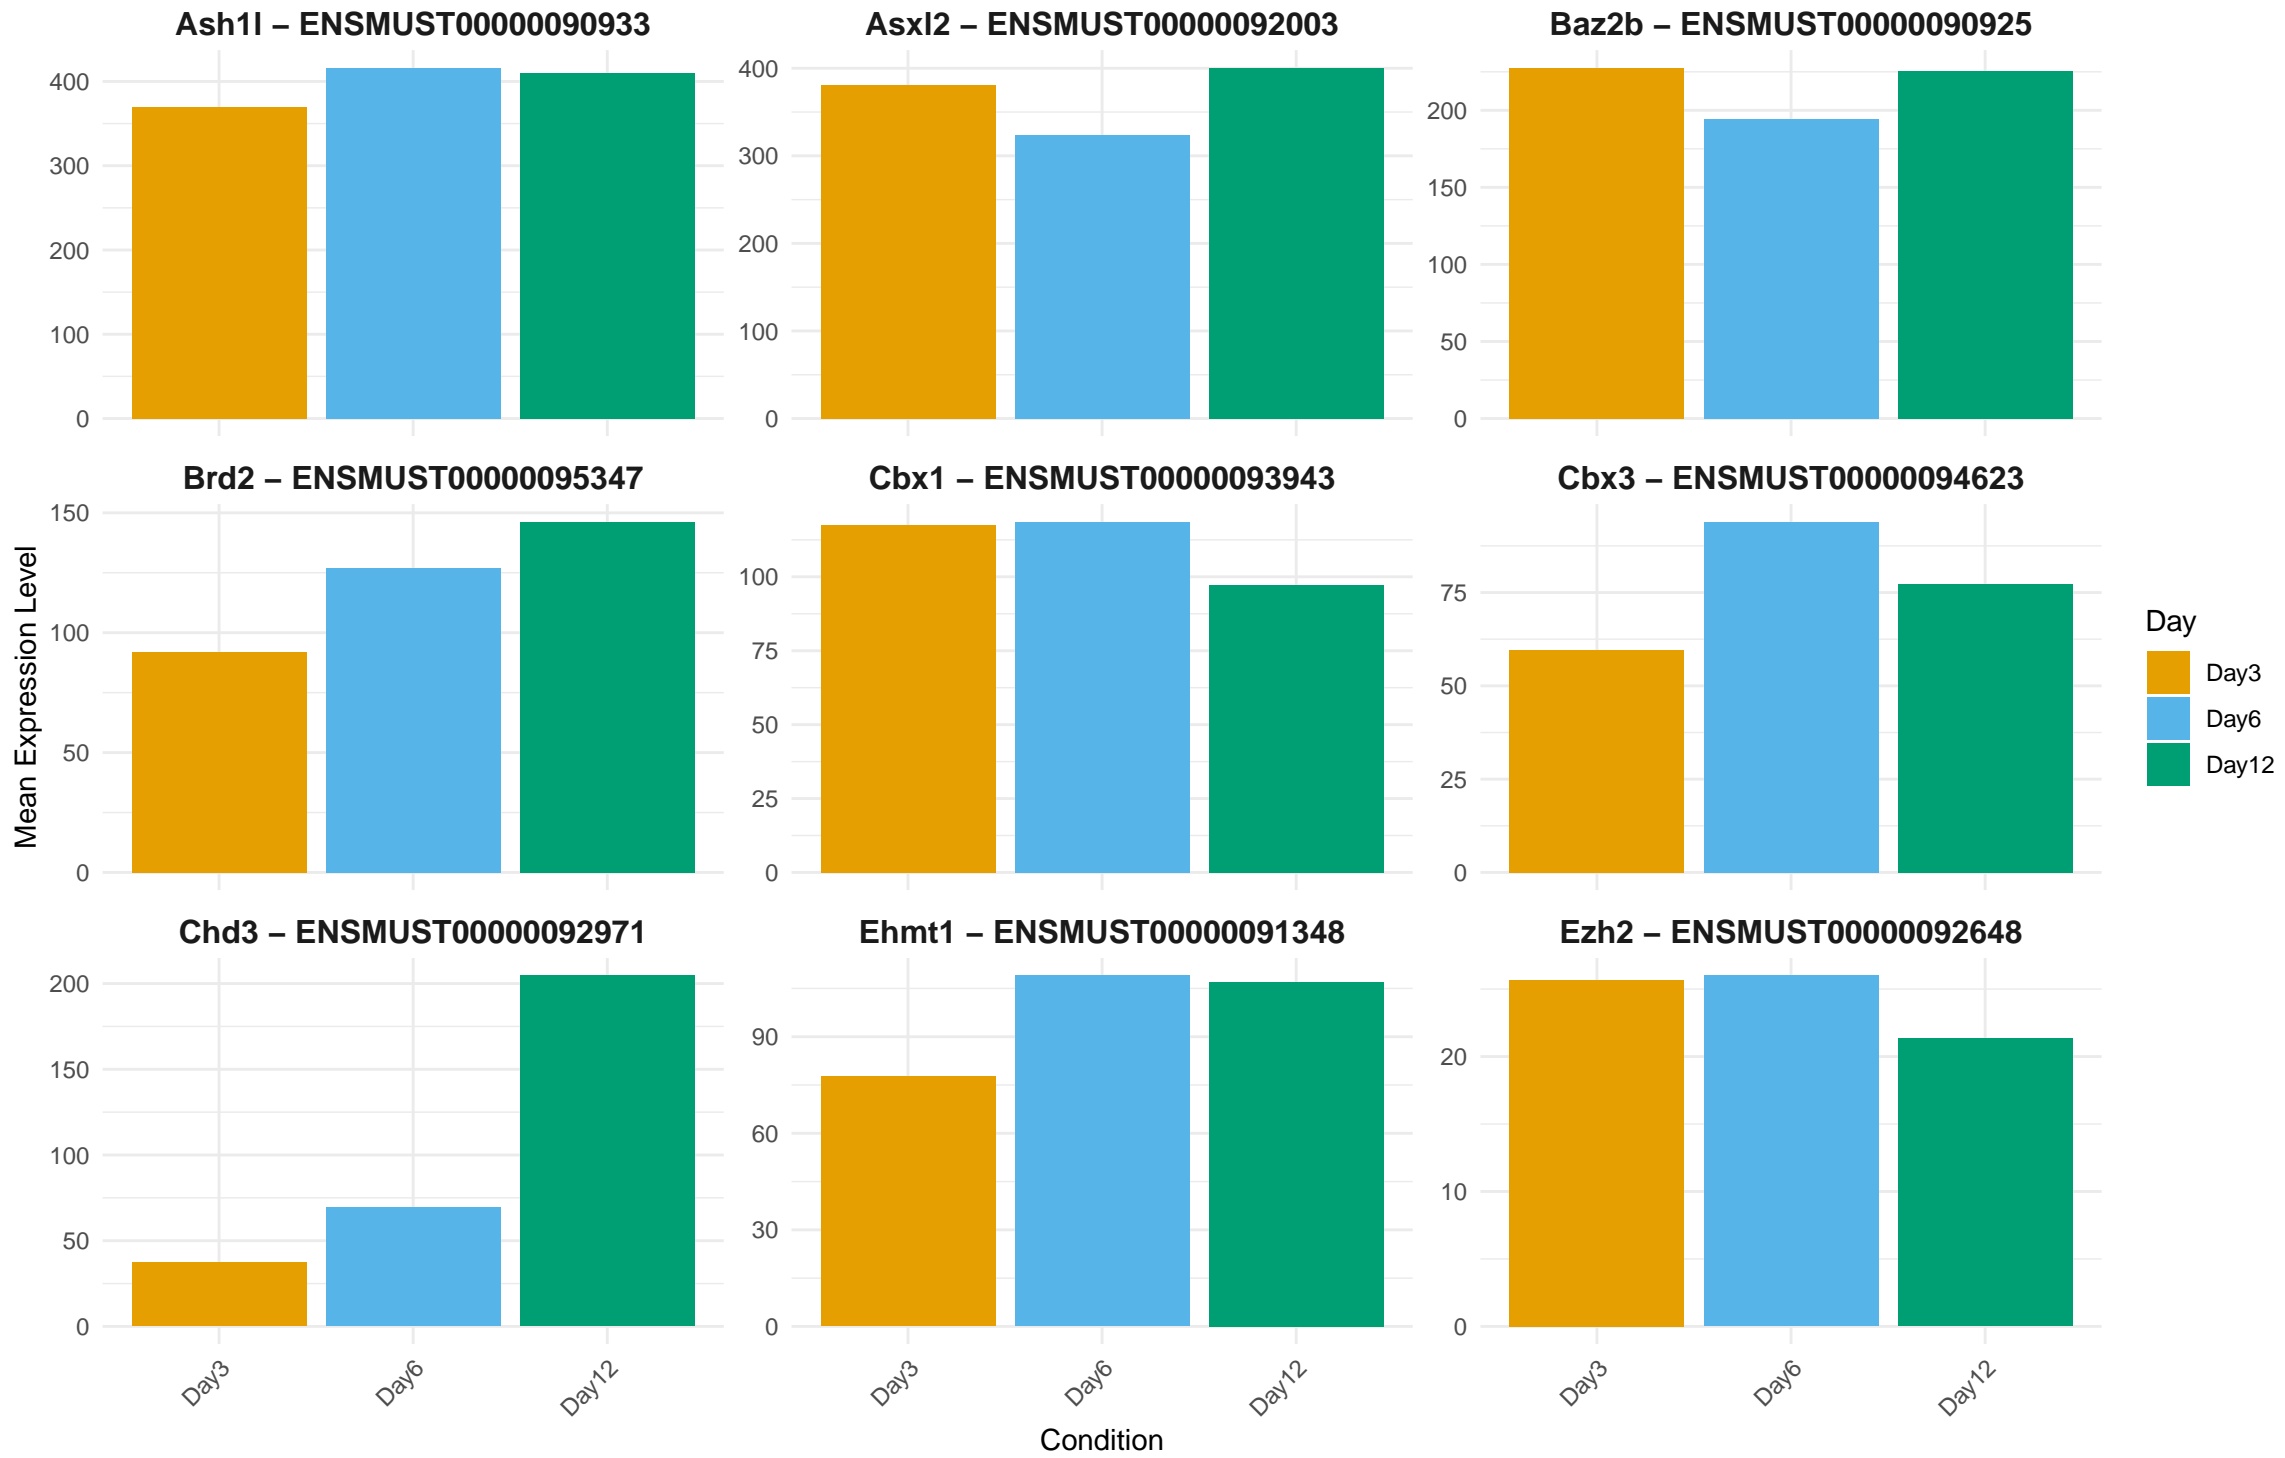 Ash1l – ENSMUST00000090933
Asxl2 – ENSMUST00000092003
Baz2b – ENSMUST00000090925
400
300
200
100
0
400
300
200
100
0
200
150
100
50
0
Brd2 – ENSMUST00000095347
Cbx1 – ENSMUST00000093943
Cbx3 – ENSMUST00000094623
Mean Expression Level
150
100
50
0
100
75
50
25
0
75
50
25
0
Day
Day3
Day6
Day12
Chd3 – ENSMUST00000092971
Ehmt1 – ENSMUST00000091348
Ezh2 – ENSMUST00000092648
200
150
100
50
0
90
60
30
0
20
10
0
Day3
Day6
Day12
Day3
Day6
Day12
Day3
Day6
Day12
Condition